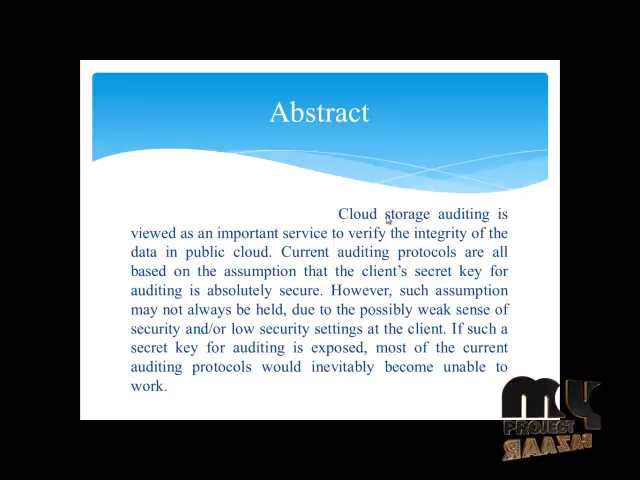 Abstract
Cloud storage auditing is
viewed as an important service to verify the integrity of the
data in public cloud. Current auditing protocols are all
based on the assumption that the client's secret key for
auditing is absolutely secure. However, such assumption
may not always be held, due to the possibly weak sense of
security and/or low security settings at the client. If such a
secret key for auditing is exposed, most of the current
auditing protocols would inevitably become unable to
work.
MY
PROJECT
BAZAAR